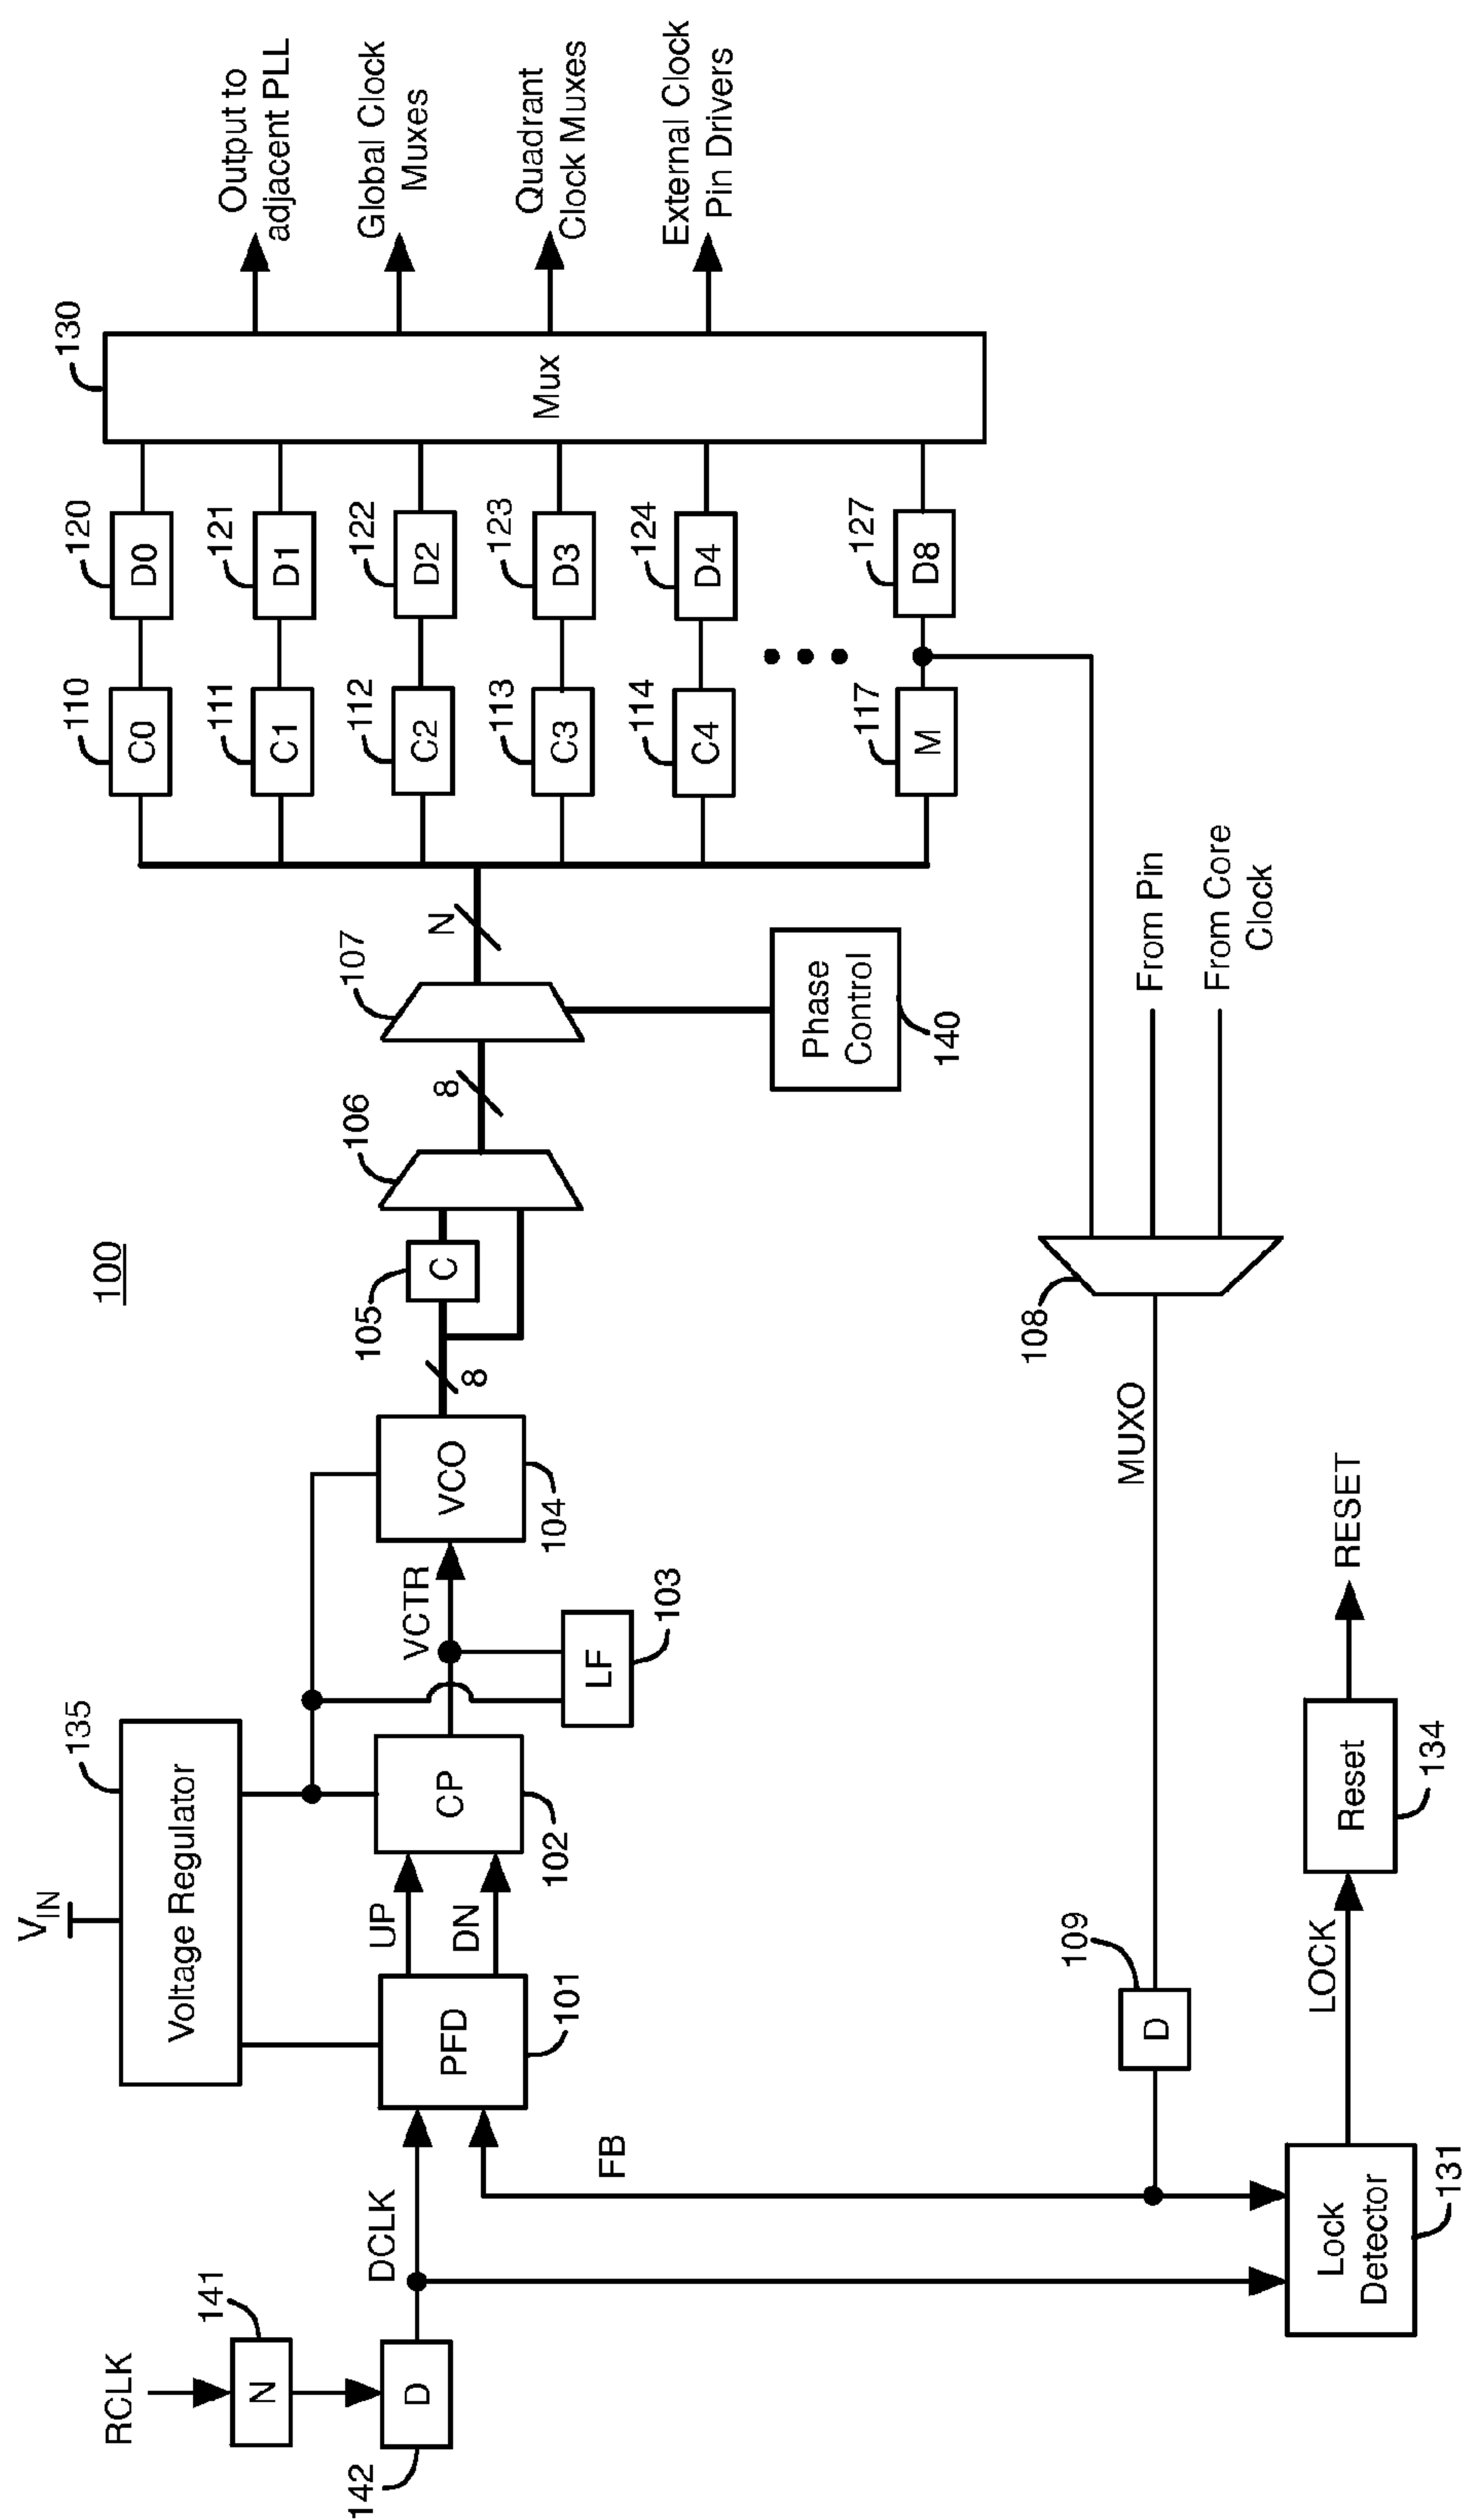 100
RCLK
141
N
142
D
DCLK
FB
V_IN
135
Voltage Regulator
PFD
101
UP
DN
CP
102
VCTR
LF
103
VCO
104
8
105
C
106
8
107
N
Phase
Control
140
110
C0
120
D0
111
C1
121
D1
112
C2
122
D2
113
C3
123
D3
114
C4
124
D4
117
M
127
D8
130
Mux
Output to
adjacent PLL
Global Clock
Muxes
Quadrant
Clock Muxes
External Clock
Pin Drivers
From Pin
From Core
Clock
108
MUXO
109
D
Lock
Detector
131
LOCK
Reset
134
RESET